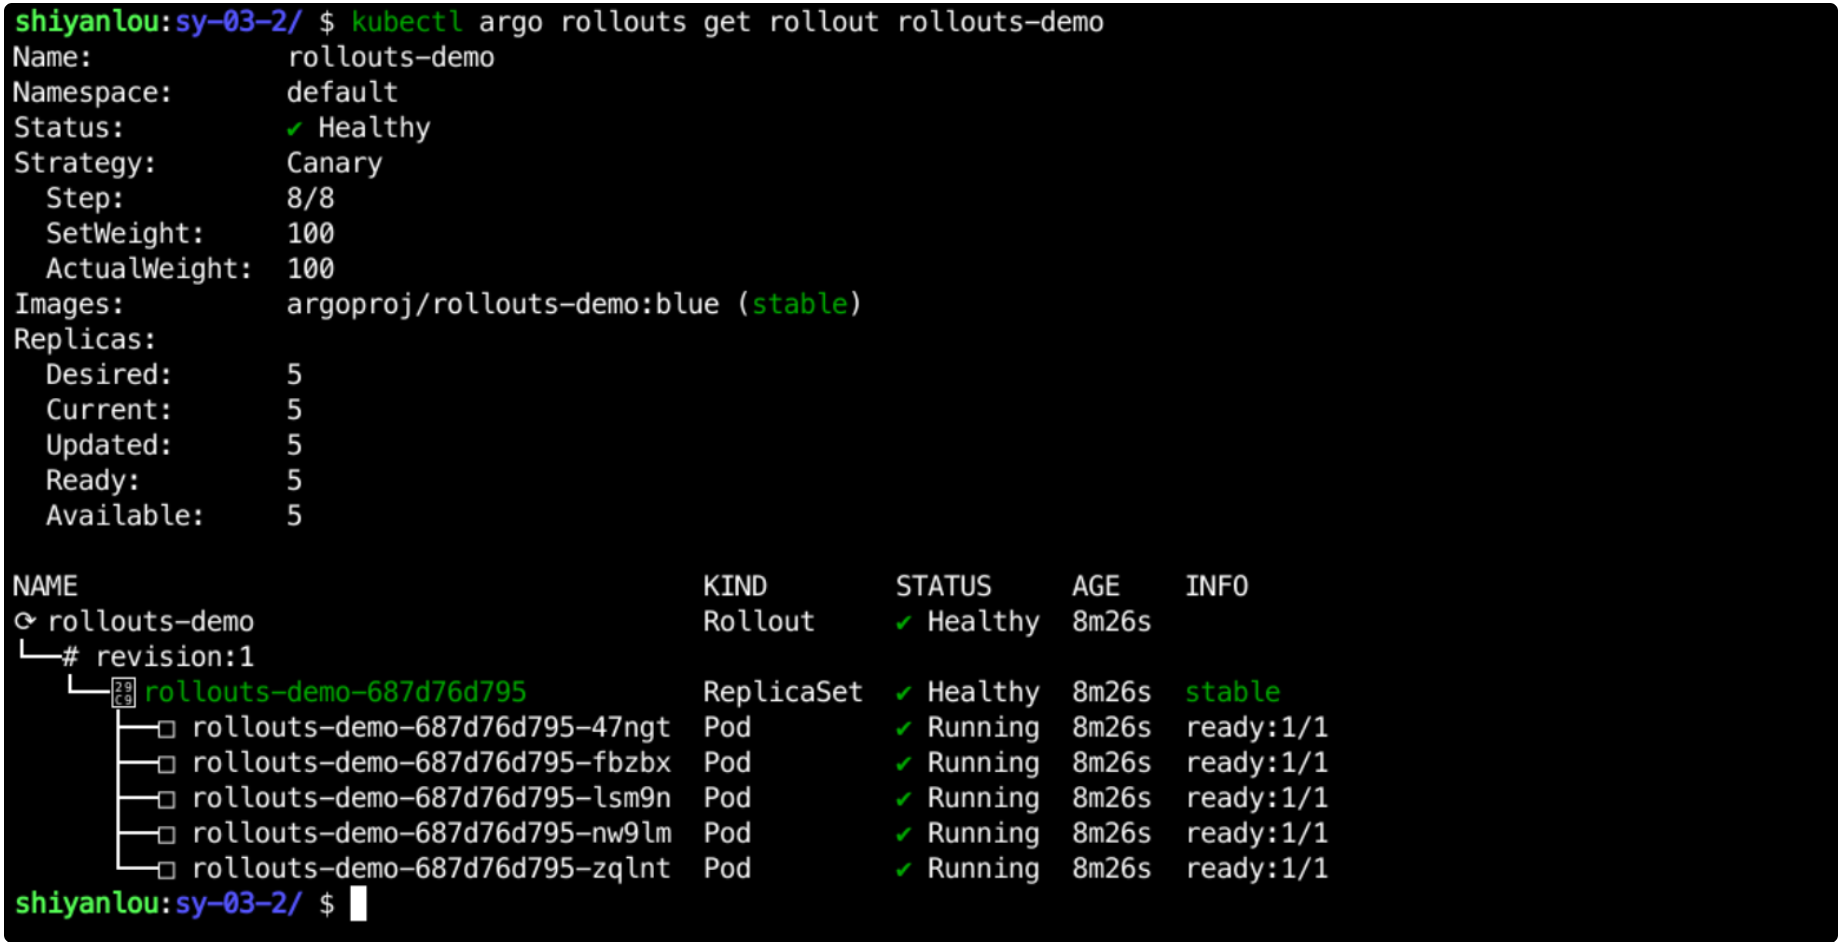 shiyanlou:sy-03-2/ $ kubectl argo rollouts get rollout rollouts-demo
Name:            rollouts-demo
Namespace:       default
Status:          ✔ Healthy
Strategy:        Canary
  Step:          8/8
  SetWeight:     100
  ActualWeight:  100
Images:          argoproj/rollouts-demo:blue (stable)
Replicas:
  Desired:       5
  Current:       5
  Updated:       5
  Ready:         5
  Available:     5

NAME                                       KIND        STATUS     AGE    INFO
⟳ rollouts-demo                            Rollout     ✔ Healthy  8m26s
└──# revision:1
   └──⧉ rollouts-demo-687d76d795           ReplicaSet  ✔ Healthy  8m26s  stable
      ├──□ rollouts-demo-687d76d795-47ngt  Pod         ✔ Running  8m26s  ready:1/1
      ├──□ rollouts-demo-687d76d795-fbzbx  Pod         ✔ Running  8m26s  ready:1/1
      ├──□ rollouts-demo-687d76d795-lsm9n  Pod         ✔ Running  8m26s  ready:1/1
      ├──□ rollouts-demo-687d76d795-nw9lm  Pod         ✔ Running  8m26s  ready:1/1
      └──□ rollouts-demo-687d76d795-zqlnt  Pod         ✔ Running  8m26s  ready:1/1
shiyanlou:sy-03-2/ $